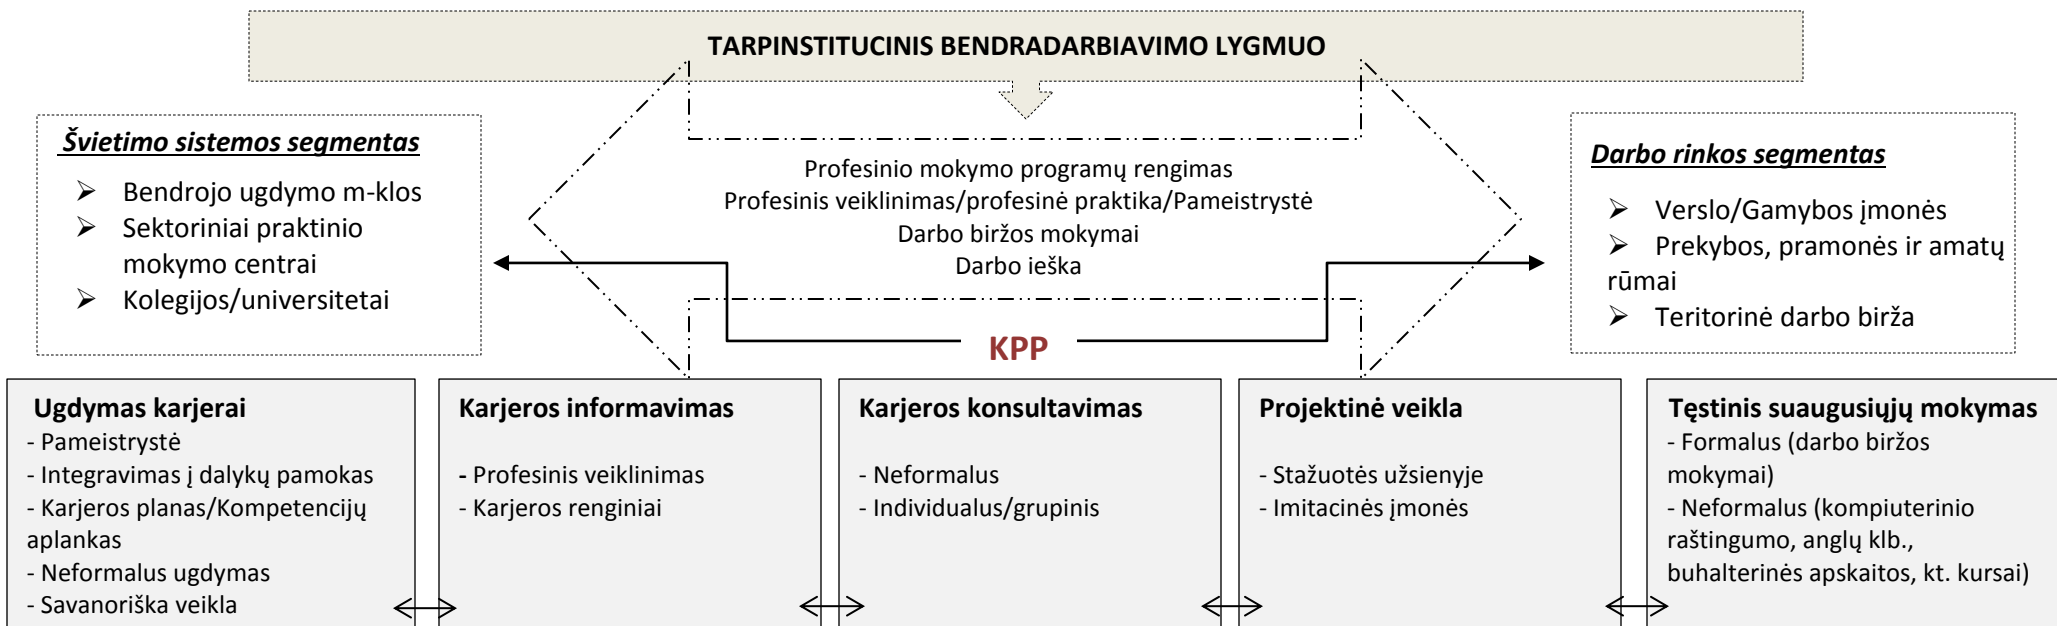 TARPINSTITUCINIS BENDRADARBIAVIMO LYGMUO
Švietimo sistemos segmentas
➢ Bendrojo ugdymo m-klos
➢ Sektoriniai praktinio
mokymo centrai
➢ Kolegijos/universitetai
Profesinio mokymo programų rengimas
Profesinis veiklinimas/profesinė praktika/Pameistrystė
Darbo biržos mokymai
Darbo ieška
Darbo rinkos segmentas
➢ Verslo/Gamybos įmonės
➢ Prekybos, pramonės ir amatų
rūmai
➢ Teritorinė darbo birža
KPP
Ugdymas karjerai
- Pameistrystė
- Integravimas į dalykų pamokas
- Karjeros planas/Kompetencijų
aplankas
- Neformalus ugdymas
- Savanoriška veikla
Karjeros informavimas
- Profesinis veiklinimas
- Karjeros renginiai
Karjeros konsultavimas
- Neformalus
- Individualus/grupinis
Projektinė veikla
- Stažuotės užsienyje
- Imitacinės įmonės
Tęstinis suaugusiųjų mokymas
- Formalus (darbo biržos
mokymai)
- Neformalus (kompiuterinio
raštingumo, anglų klb.,
buhalterinės apskaitos, kt. kursai)